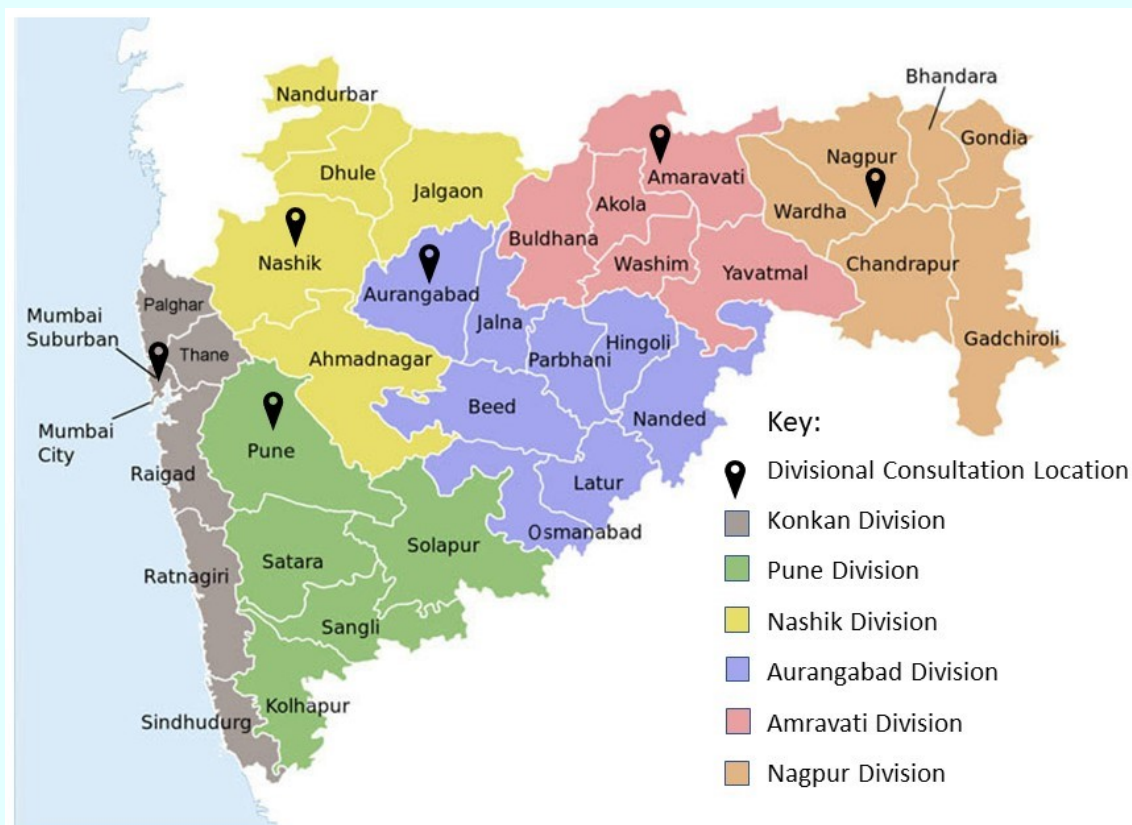 Nandurbar
Bhandara
Gondia
Dhule
Jalgaon
Nagpur
Amaravati
Akola
Wardha
Buldhana
Nashik
Washim
Yavatmal
Chandrapur
Aurangabad
Palghar
Jalna
Mumbai
Suburban
Hingoli
Gadchiroli
Thane
Ahmadnagar
Parbhani
Beed
Nanded
Mumbai
City
Pune
Raigad
Latur
Osmanabad
Solapur
Satara
Ratnagiri
Sangli
Kolhapur
Sindhudurg
Key:
Divisional Consultation Location
Konkan Division
Pune Division
Nashik Division
Aurangabad Division
Amravati Division
Nagpur Division